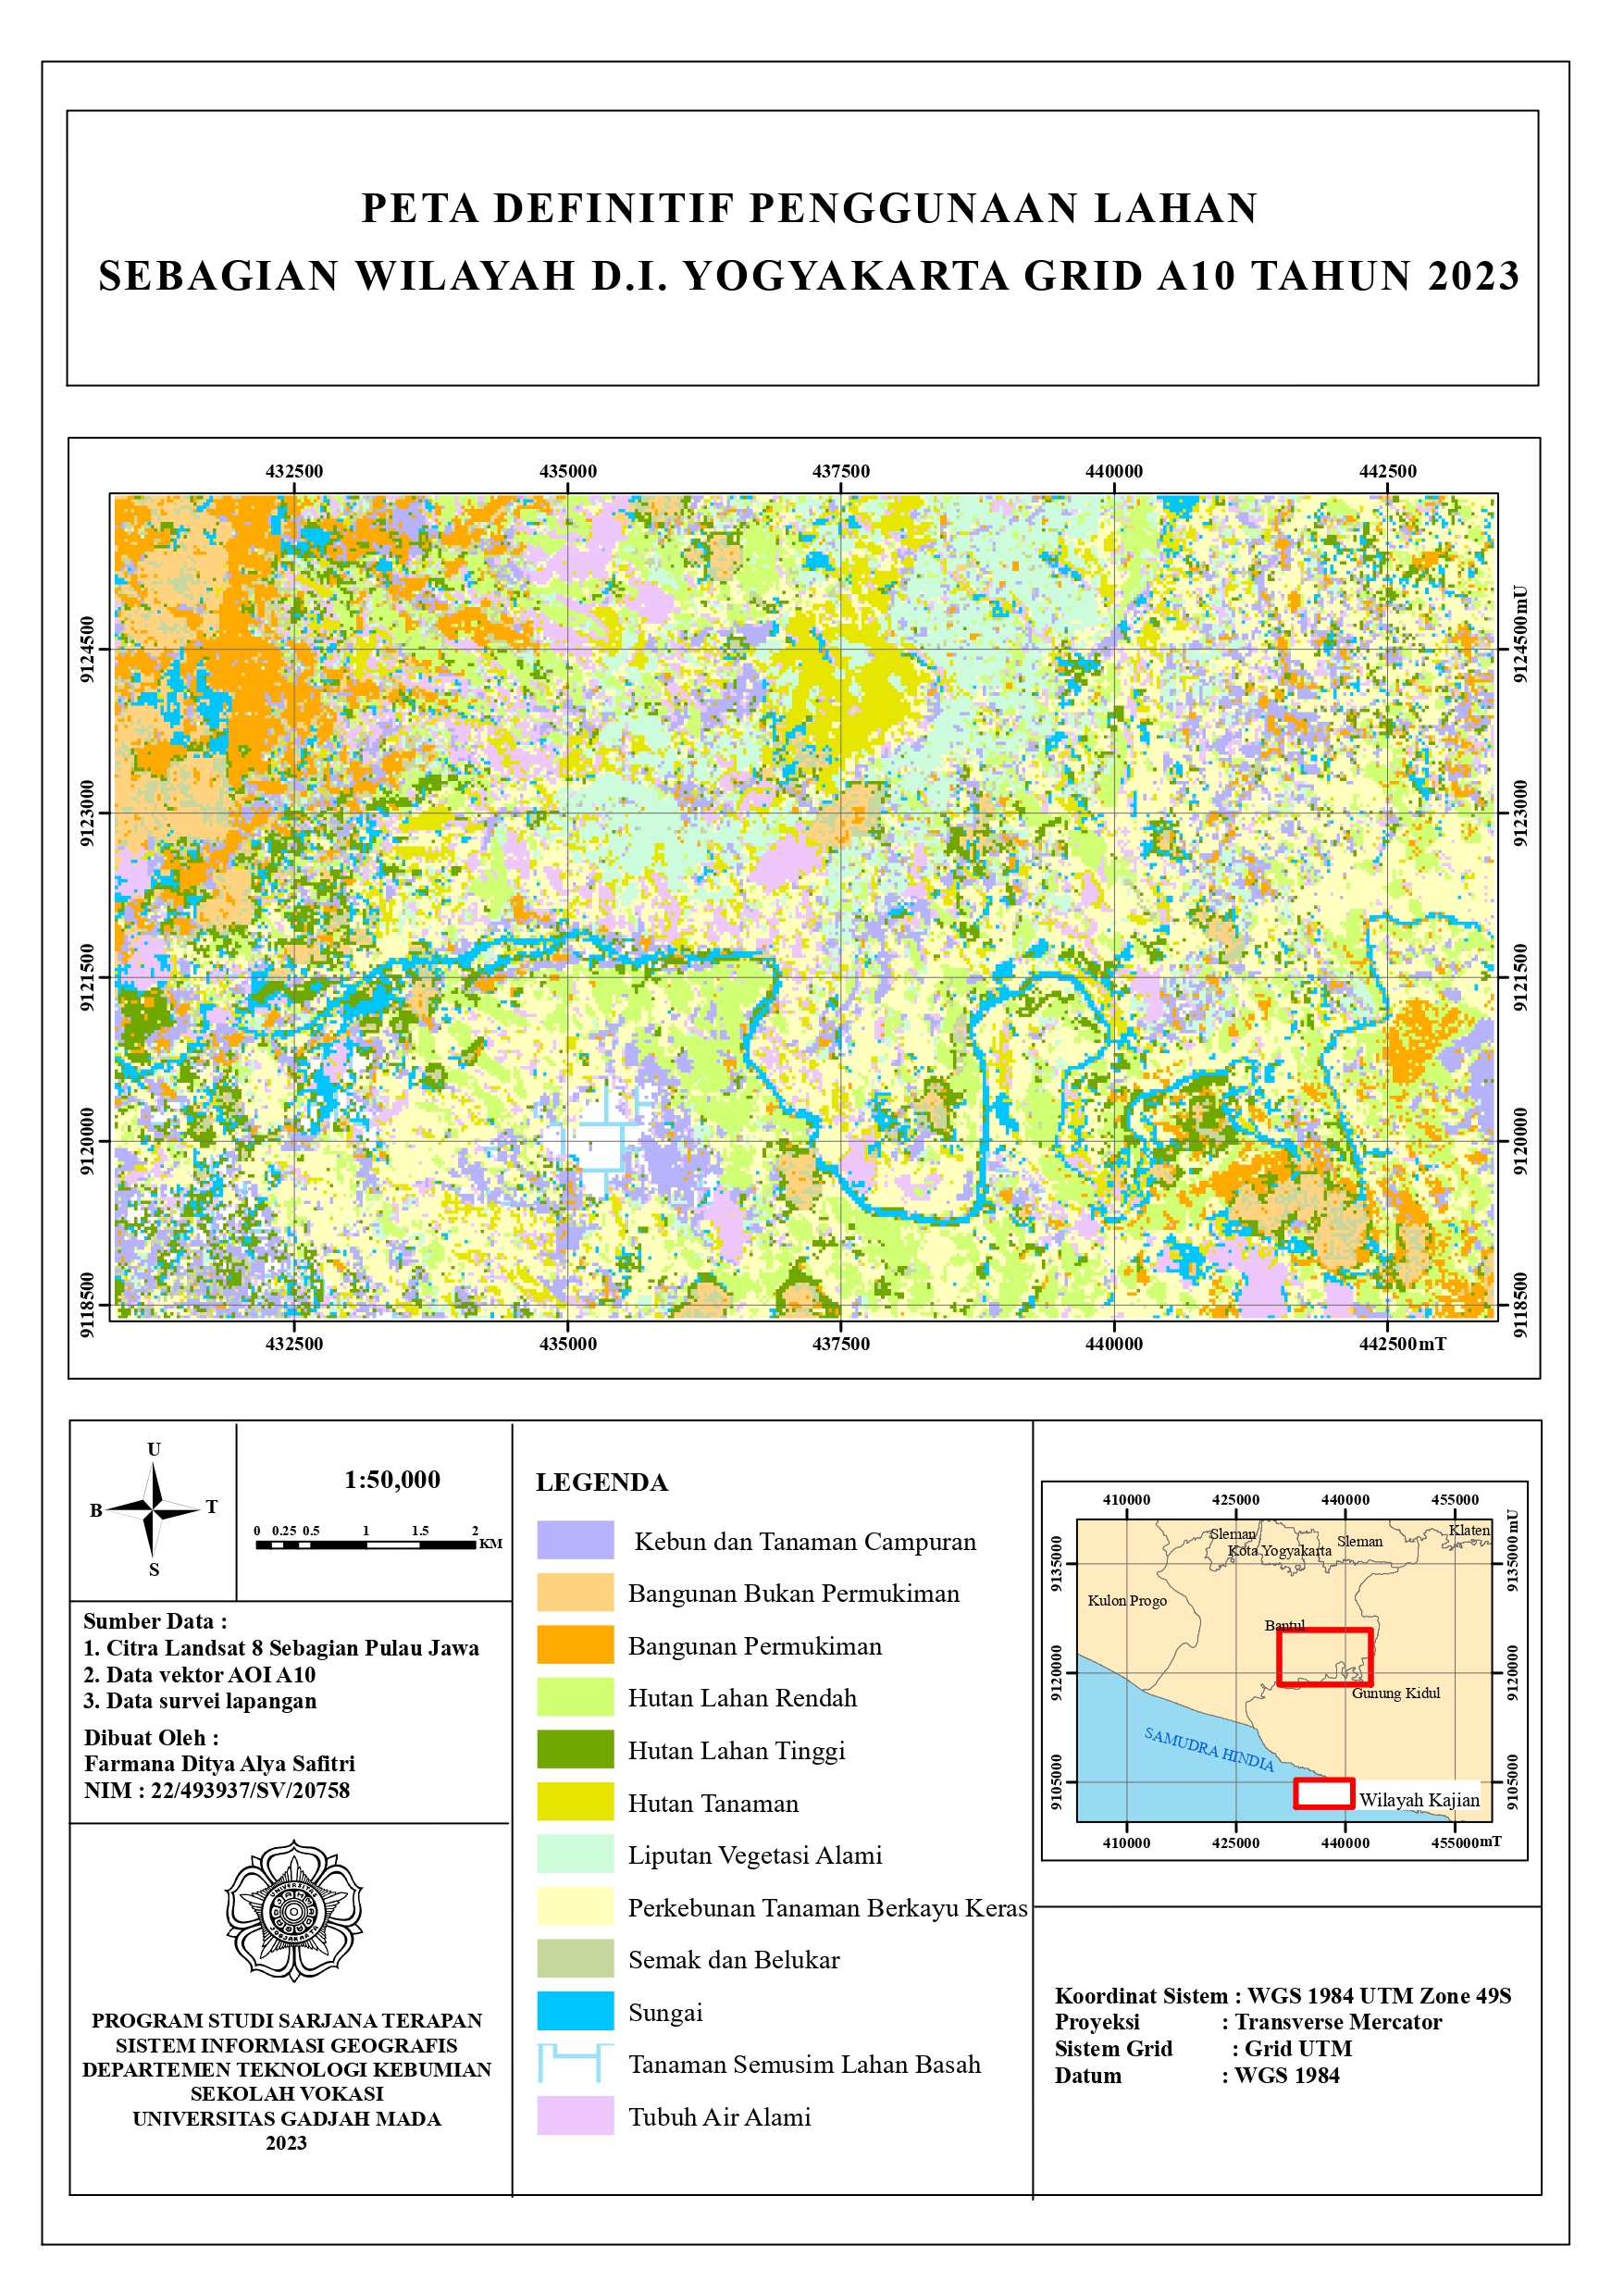 PETA DEFINITIF PENGGUNAAN LAHAN
SEBAGIAN WILAYAH D.I. YOGYAKARTA GRID A10 TAHUN 2023
432500 435000 437500 440000 442500
9124500 9124500mU
9123000 9123000
9121500 9121500
9120000 9120000
9118500 9118500
432500 435000 437500 440000 442500mT
U
B T
S
1:50,000
0 0.25 0.5 1 1.5 2 KM
Sumber Data :
1. Citra Landsat 8 Sebagian Pulau Jawa
2. Data vektor AOI A10
3. Data survei lapangan
Dibuat Oleh :
Farmana Ditya Alya Safitri
NIM : 22/493937/SV/20758
UNIVERSITAS
GADJAH MADA
JOGJAKARTA
PROGRAM STUDI SARJANA TERAPAN
SISTEM INFORMASI GEOGRAFIS
DEPARTEMEN TEKNOLOGI KEBUMIAN
SEKOLAH VOKASI
UNIVERSITAS GADJAH MADA
2023
LEGENDA
Kebun dan Tanaman Campuran
Bangunan Bukan Permukiman
Bangunan Permukiman
Hutan Lahan Rendah
Hutan Lahan Tinggi
Hutan Tanaman
Liputan Vegetasi Alami
Perkebunan Tanaman Berkayu Keras
Semak dan Belukar
Sungai
Tanaman Semusim Lahan Basah
Tubuh Air Alami
410000 425000 440000 455000
9135000 9135000 mU
9120000 9120000
9105000 9105000
Sleman
Kota Yogyakarta
Sleman
Klaten
Kulon Progo
Bantul
Gunung Kidul
SAMUDRA HINDIA
Wilayah Kajian
410000 425000 440000 455000 mT
Koordinat Sistem : WGS 1984 UTM Zone 49S
Proyeksi : Transverse Mercator
Sistem Grid : Grid UTM
Datum : WGS 1984